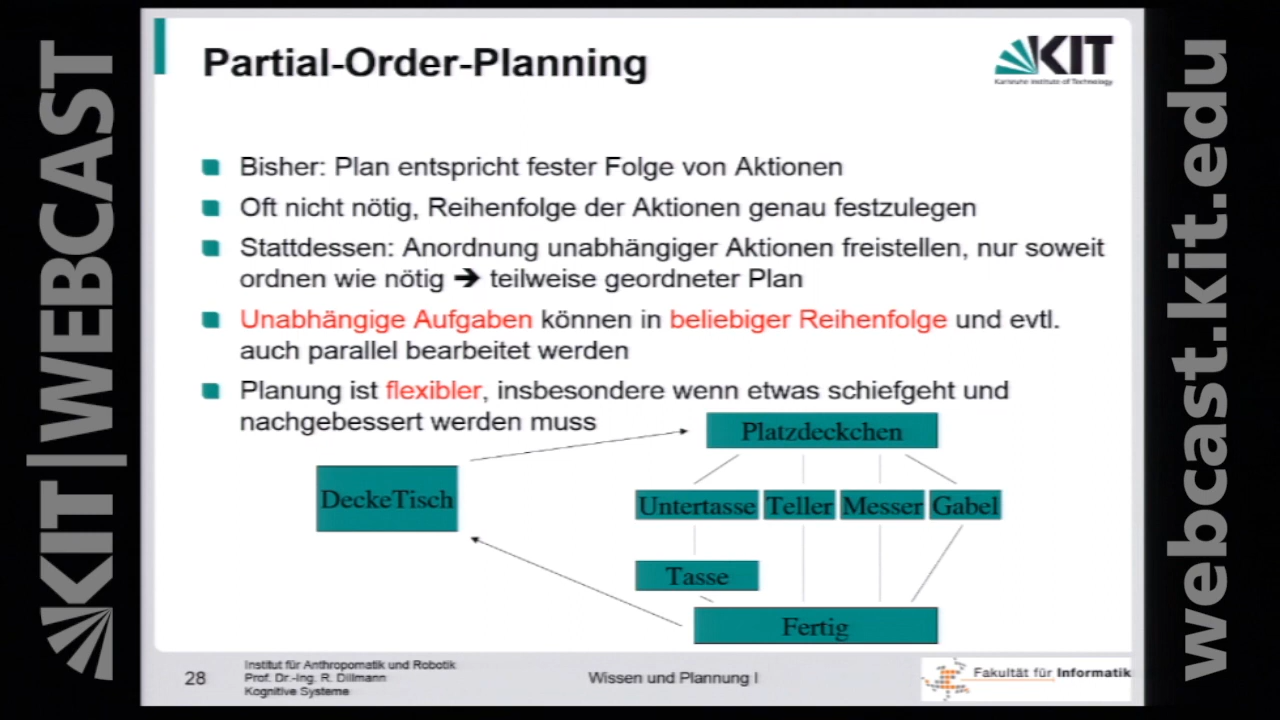 KIT | WEBCAST
Partial-Order-Planning
KIT
Karlsruhe Institute of Technology
Bisher: Plan entspricht fester Folge von Aktionen
Oft nicht nötig, Reihenfolge der Aktionen genau festzulegen
Stattdessen: Anordnung unabhängiger Aktionen freistellen, nur soweit
ordnen wie nötig ➔ teilweise geordneter Plan
Unabhängige Aufgaben können in beliebiger Reihenfolge und evtl.
auch parallel bearbeitet werden
Planung ist flexibler, insbesondere wenn etwas schiefgeht und
nachgebessert werden muss
Platzdeckchen
DeckeTisch
Untertasse Teller Messer Gabel
Tasse
Fertig
28
Institut für Anthropomatik und Robotik
Prof. Dr.-Ing. R. Dillmann
Kognitive Systeme
Wissen und Plannung I
Fakultät für Informatik
webcast.kit.edu